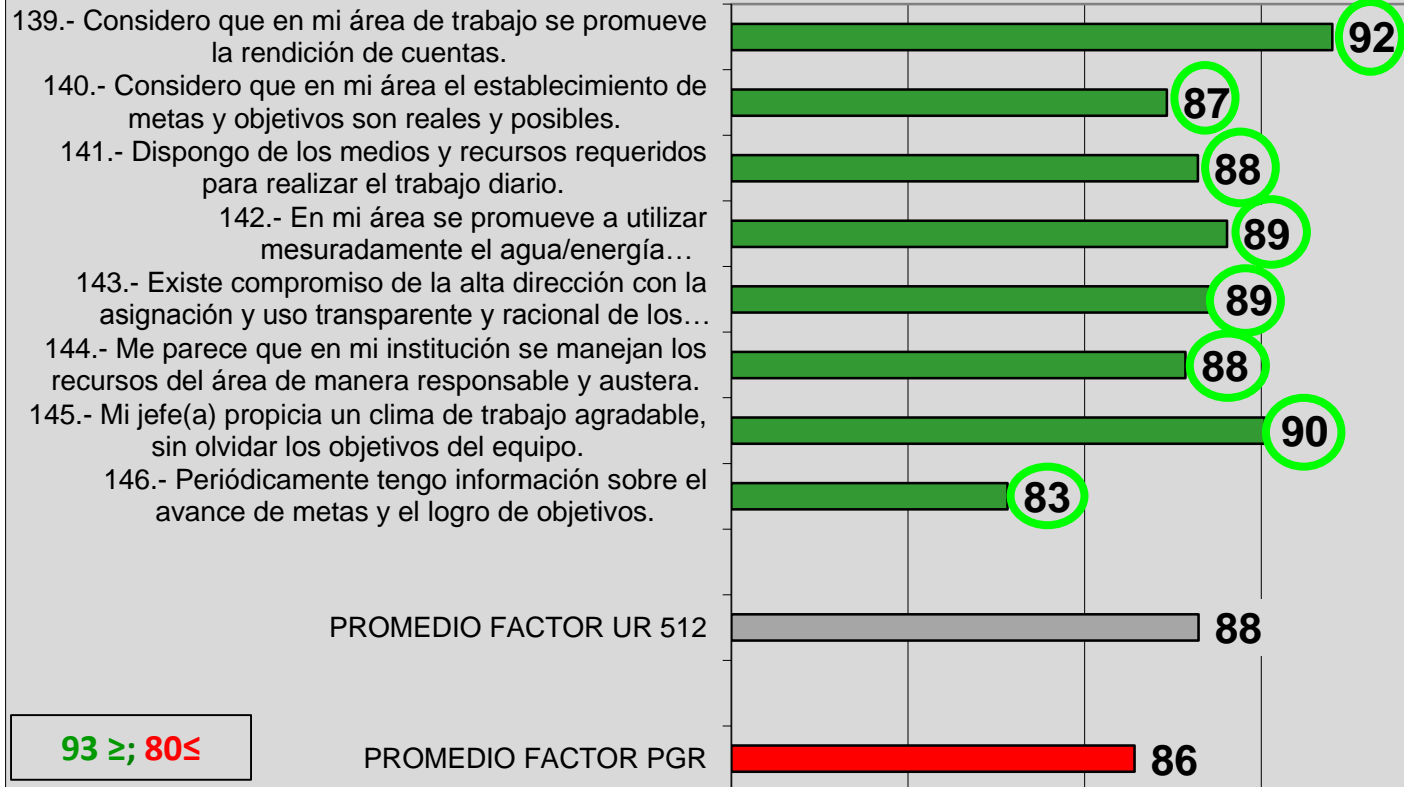 139.- Considero que en mi área de trabajo se promueve
la rendición de cuentas.
92
140.- Considero que en mi área el establecimiento de
metas y objetivos son reales y posibles.
87
141.- Dispongo de los medios y recursos requeridos
para realizar el trabajo diario.
88
142.- En mi área se promueve a utilizar
mesuradamente el agua/energía…
89
143.- Existe compromiso de la alta dirección con la
asignación y uso transparente y racional de los…
89
144.- Me parece que en mi institución se manejan los
recursos del área de manera responsable y austera.
88
145.- Mi jefe(a) propicia un clima de trabajo agradable,
sin olvidar los objetivos del equipo.
90
146.- Periódicamente tengo información sobre el
avance de metas y el logro de objetivos.
83
PROMEDIO FACTOR UR 512
88
93 ≥; 80≤
PROMEDIO FACTOR PGR
86